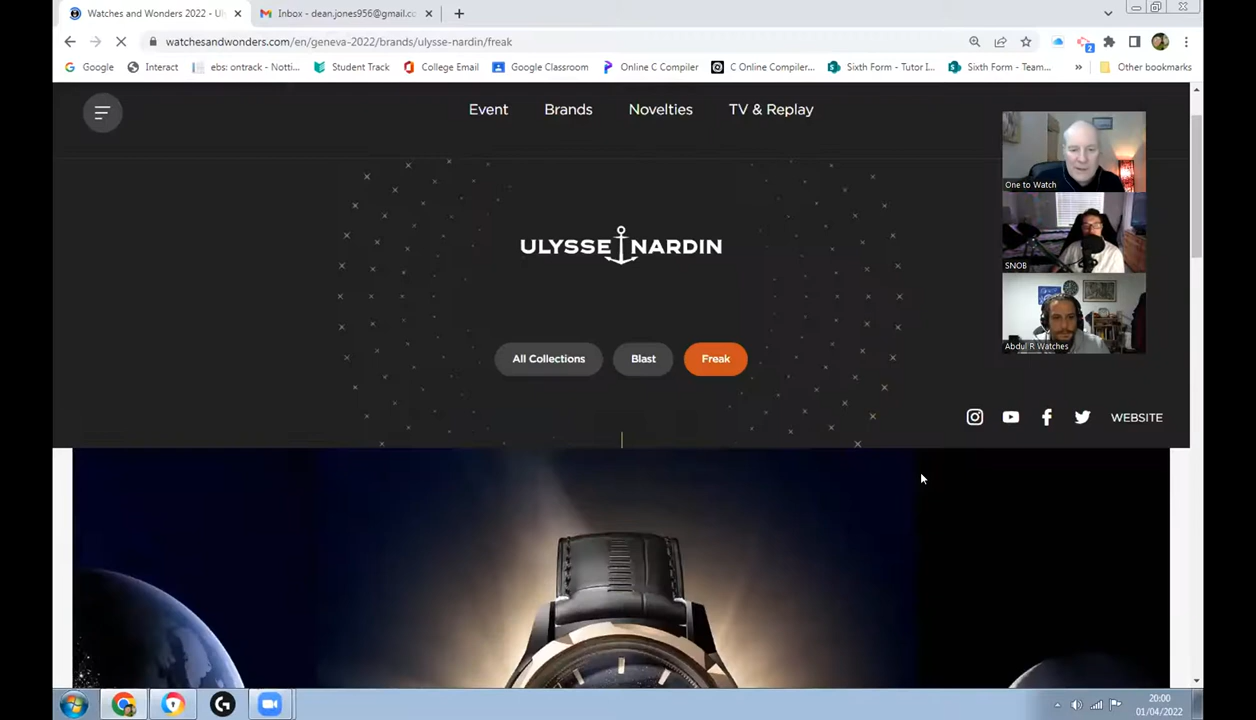 Watches and Wonders 2022 - Ul
Inbox - dean.jones956@gmail.co
watchesandwonders.com/en/geneva-2022/brands/ulysse-nardin/freak
2
Google
Interact
ebs: ontrack - Notti...
Student Track
College Email
Google Classroom
Online C Compiler
C Online Compiler...
Sixth Form - Tutor I...
Sixth Form - Team...
»
Other bookmarks
Event
Brands
Novelties
TV & Replay
One to Watch
ULYSSE NARDIN
SNOB
Abdul R Watches
All Collections
Blast
Freak
WEBSITE
20:00
01/04/2022